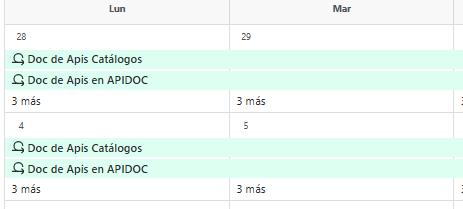 Lun Mar
28 29
Doc de Apis Catálogos
Doc de Apis en APIDOC
3 más 3 más
4 5
Doc de Apis Catálogos
Doc de Apis en APIDOC
3 más 3 más